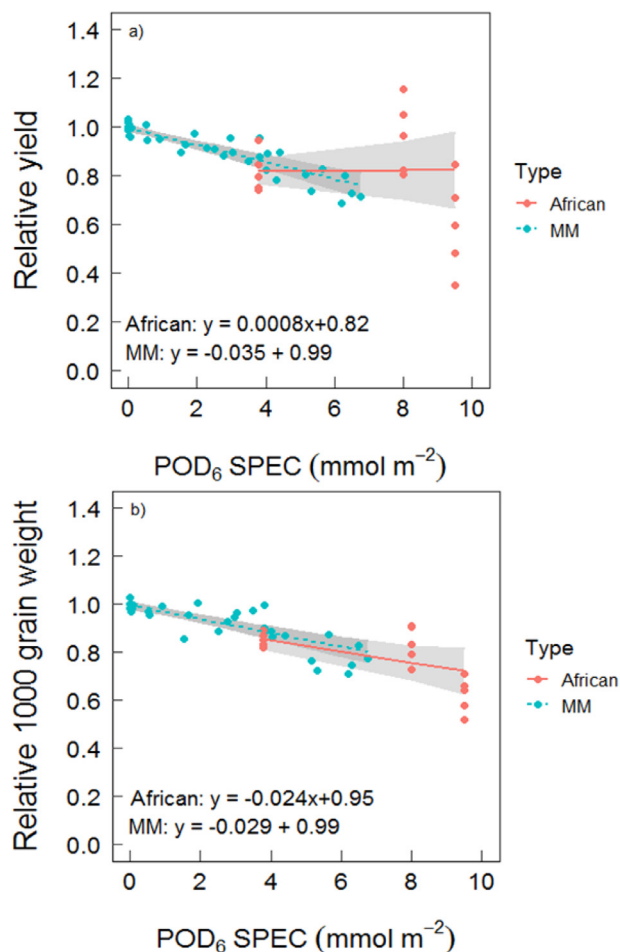 a)
1.4
1.2
1.0
0.8
0.6
0.4
0.2
0.0
Relative yield
African: y = 0.0008x+0.82
MM: y = -0.035 + 0.99
0 2 4 6 8 10
POD₆ SPEC (mmol m⁻²)
Type
African
MM
b)
1.4
1.2
1.0
0.8
0.6
0.4
0.2
0.0
Relative 1000 grain weight
African: y = -0.024x+0.95
MM: y = -0.029 + 0.99
0 2 4 6 8 10
POD₆ SPEC (mmol m⁻²)
Type
African
MM